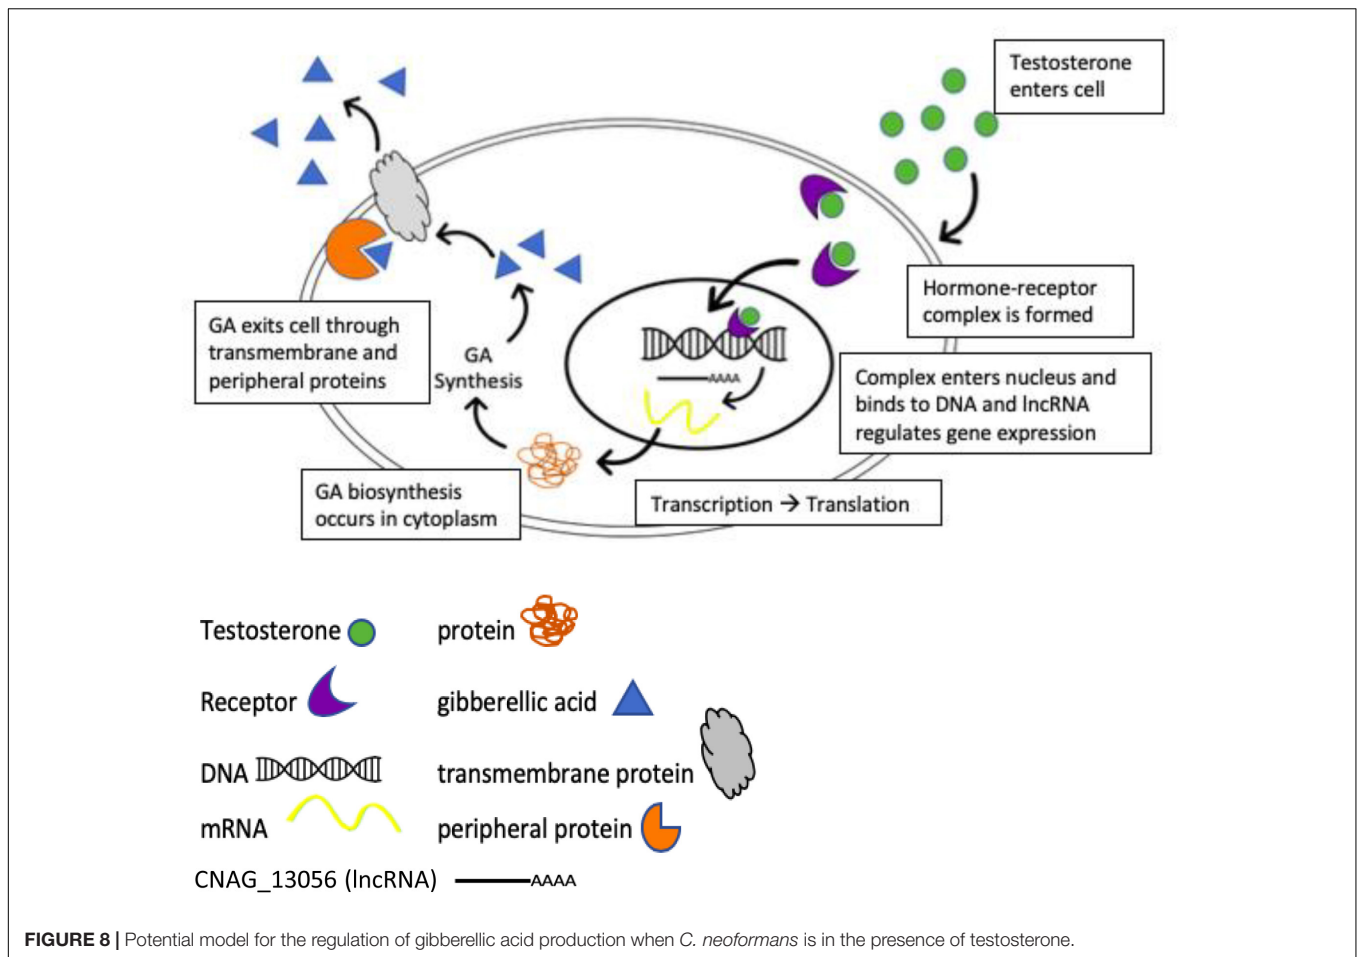 Testosterone
enters cell
Hormone-receptor
complex is formed
Complex enters nucleus and
binds to DNA and lncRNA
regulates gene expression
AAAA
Transcription → Translation
GA biosynthesis
occurs in cytoplasm
GA
Synthesis
GA exits cell through
transmembrane and
peripheral proteins
Testosterone
protein
Receptor
gibberellic acid
DNA
transmembrane protein
mRNA
peripheral protein
CNAG_13056 (lncRNA) AAAA
FIGURE 8 | Potential model for the regulation of gibberellic acid production when C. neoformans is in the presence of testosterone.